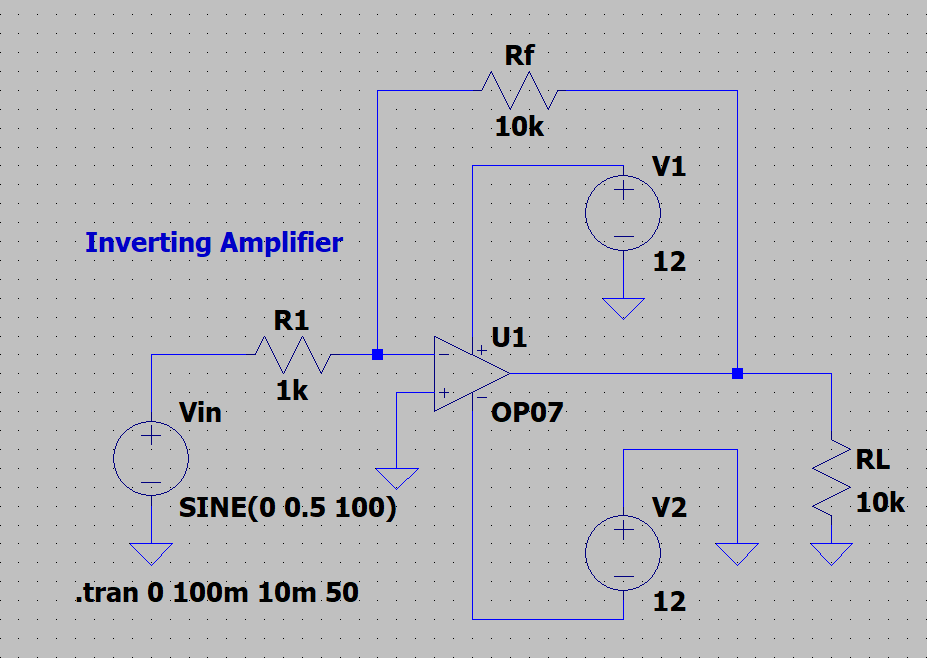 Rf
10k
V1
12
Inverting Amplifier
R1
1k
U1
OP07
Vin
SINE(0 0.5 100)
V2
12
RL
10k
.tran 0 100m 10m 50